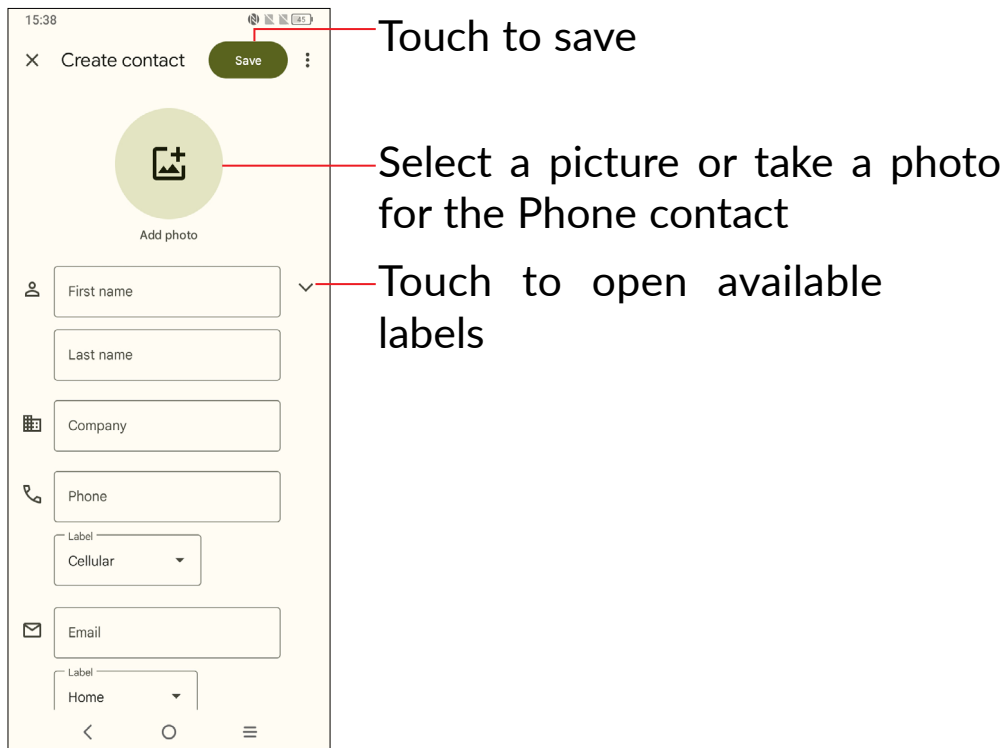 15:38
45
Create contact
Save
Touch to save
Select a picture or take a photo
for the Phone contact
Add photo
First name
Touch to open available
labels
Last name
Company
Phone
Label
Cellular
Email
Label
Home